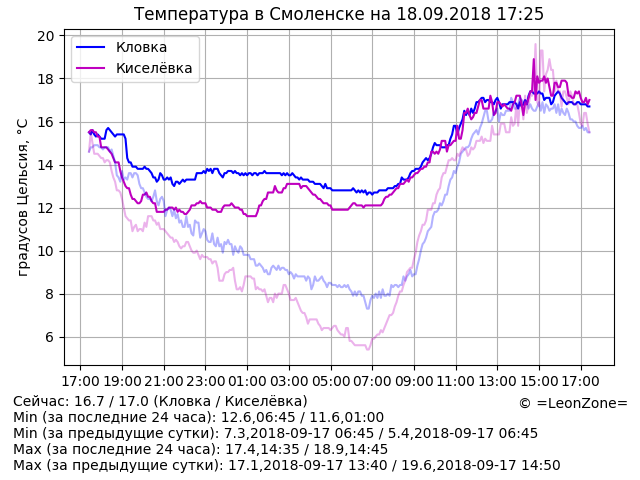 Температура в Смоленске на 18.09.2018 17:25
Кловка
Киселёвка
градусов Цельсия, °C
20
18
16
14
12
10
8
6
17:00 19:00 21:00 23:00 01:00 03:00 05:00 07:00 09:00 11:00 13:00 15:00 17:00
Сейчас: 16.7 / 17.0 (Кловка / Киселёвка)
© =LeonZone=
Min (за последние 24 часа): 12.6,06:45 / 11.6,01:00
Min (за предыдущие сутки): 7.3,2018-09-17 06:45 / 5.4,2018-09-17 06:45
Max (за последние 24 часа): 17.4,14:35 / 18.9,14:45
Max (за предыдущие сутки): 17.1,2018-09-17 13:40 / 19.6,2018-09-17 14:50